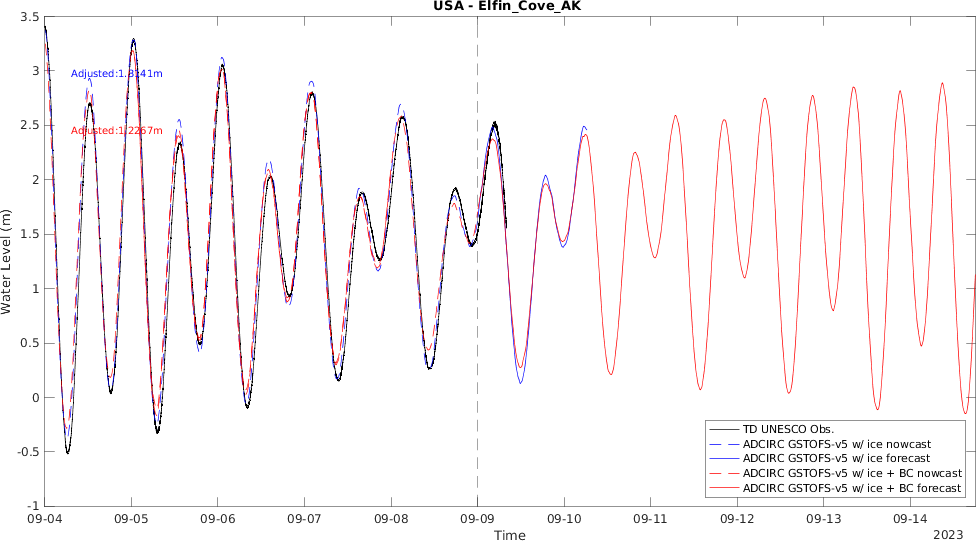 USA - Elfin_Cove_AK
3.5
3
2.5
2
1.5
1
0.5
0
-0.5
-1
Water Level (m)
Adjusted:1.3141m
Adjusted:1.2267m
TD UNESCO Obs.
ADCIRC GSTOFS-v5 w/ ice nowcast
ADCIRC GSTOFS-v5 w/ ice forecast
ADCIRC GSTOFS-v5 w/ ice + BC nowcast
ADCIRC GSTOFS-v5 w/ ice + BC forecast
09-04 09-05 09-06 09-07 09-08 09-09 09-10 09-11 09-12 09-13 09-14
Time
2023